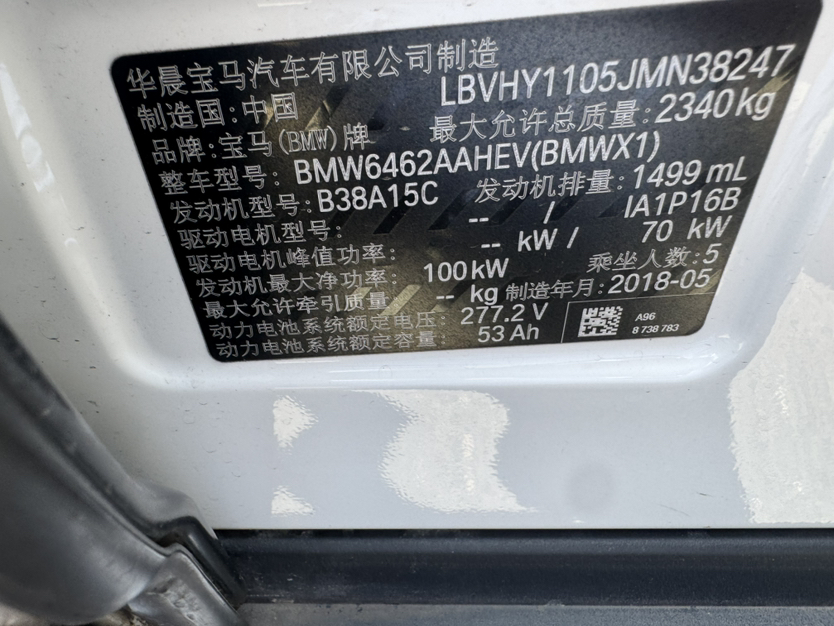 华晨宝马汽车有限公司制造
制造国:中国 LBVHY1105JMN38247
品牌:宝马(BMW)牌 最大允许总质量:2340kg
整车型号: BMW6462AAHEV(BMWX1)
发动机型号:B38A15C 发动机排量:1499 mL
驱动电机型号: -- / IA1P16B
驱动电机峰值功率: -- kW / 70 kW
发动机最大净功率: 100kW 乘坐人数:5
最大允许牵引质量: -- kg 制造年月:2018-05
动力电池系统额定电压: 277.2 V
动力电池系统额定容量: 53 Ah
A96
8 738 783